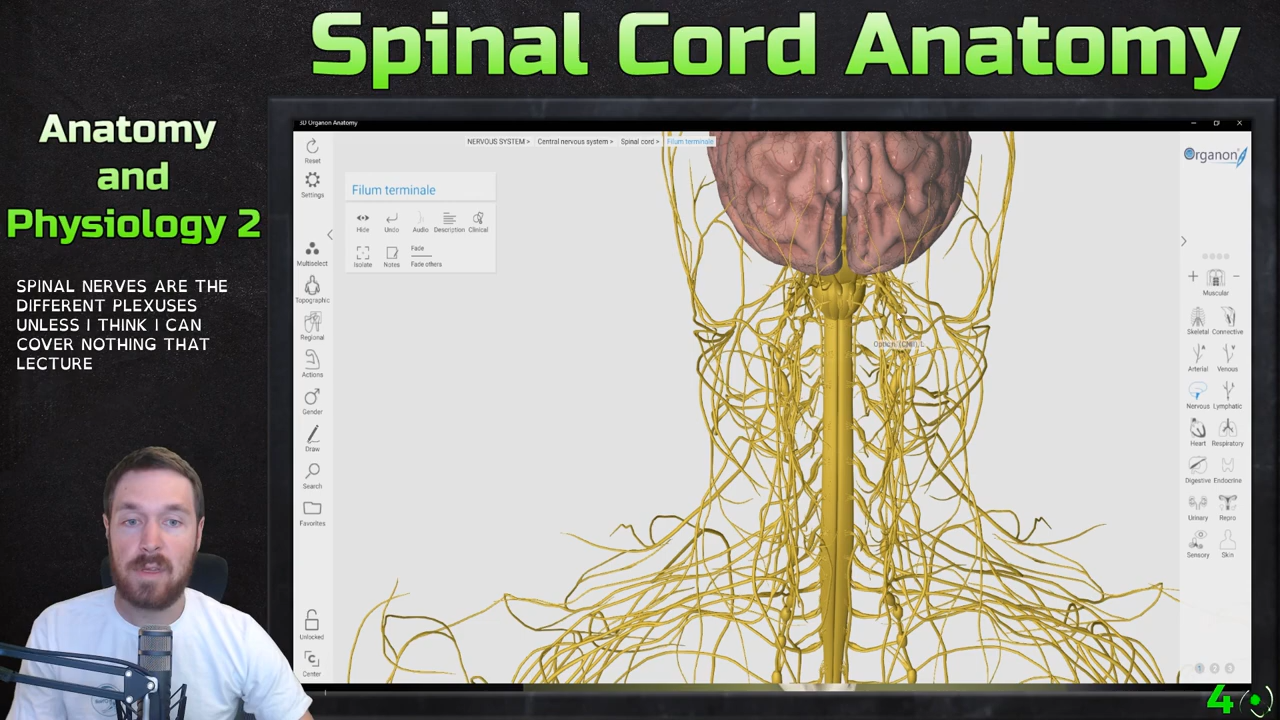 Spinal Cord Anatomy
Anatomy
and
Physiology 2
SPINAL NERVES ARE THE
DIFFERENT PLEXUSES
UNLESS I THINK I CAN
COVER NOTHING THAT
LECTURE
3D Organon Anatomy
NERVOUS SYSTEM > Central nervous system > Spinal cord > Filum terminale
Reset
Settings
Multiselect
Topographic
Regional
Actions
Gender
Draw
Search
Favorites
Unlocked
Center
Filum terminale
Hide Undo Audio Description Clinical
Isolate Notes Fade
Fade others
Organon
Muscular
Skeletal Connective
Arterial Venous
Nervous Lymphatic
Heart Respiratory
Digestive Endocrine
Urinary Repro
Sensory Skin
1 2 3
4